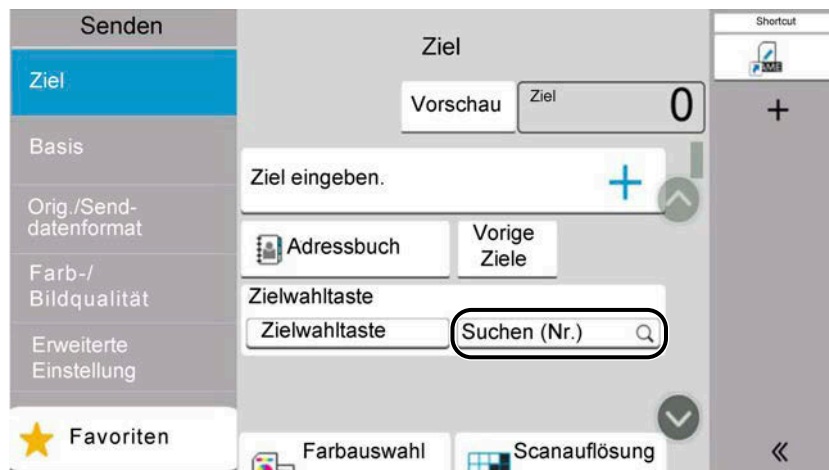 Senden
Ziel
Basis
Orig./Send-
datenformat
Farb-/
Bildqualität
Erweiterte
Einstellung
Favoriten
Ziel
Vorschau
Ziel
0
Ziel eingeben.
Adressbuch
Vorige
Ziele
Zielwahltaste
Zielwahltaste
Suchen (Nr.)
Farbauswahl
Scanauflösung
Shortcut